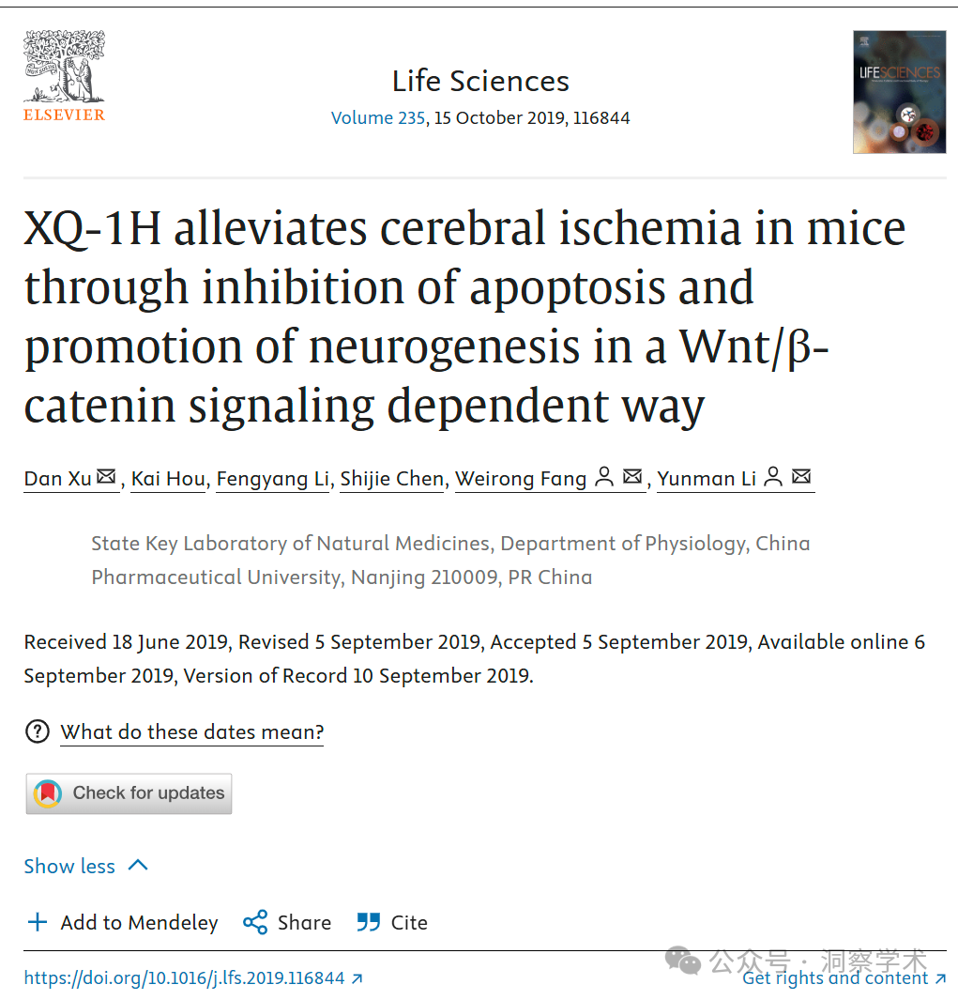 ELSEVIER
Life Sciences
Volume 235, 15 October 2019, 116844
LIFE SCIENCES
XQ-1H alleviates cerebral ischemia in mice
through inhibition of apoptosis and
promotion of neurogenesis in a Wnt/β-
catenin signaling dependent way
Dan Xu, Kai Hou, Fengyang Li, Shijie Chen, Weirong Fang, Yunman Li
State Key Laboratory of Natural Medicines, Department of Physiology, China
Pharmaceutical University, Nanjing 210009, PR China
Received 18 June 2019, Revised 5 September 2019, Accepted 5 September 2019, Available online 6
September 2019, Version of Record 10 September 2019.
? What do these dates mean?
Check for updates
Show less
+ Add to Mendeley Share Cite
公众号 · 洞察学术
https://doi.org/10.1016/j.lfs.2019.116844 ↗ Get rights and content ↗